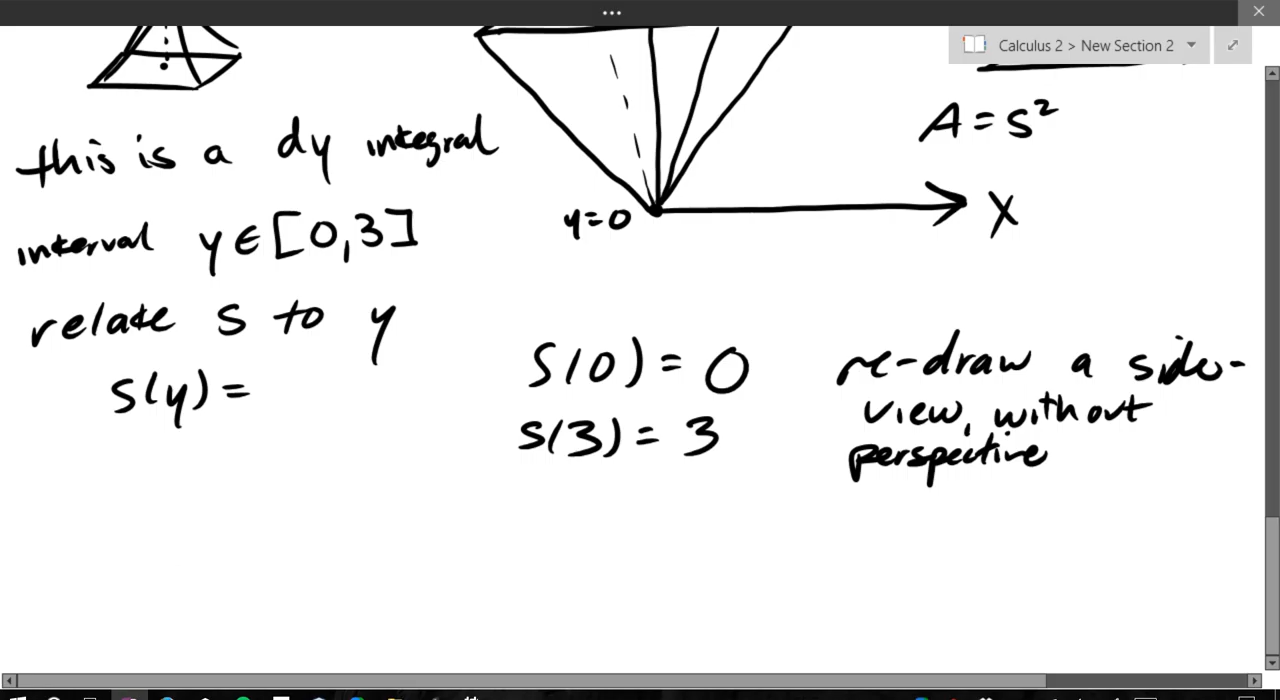 Calculus 2 > New Section 2
A = s²
this is a dy integral
y=0
X
interval y ∈ [0,3]
relate s to y
s(y) =
S(0) = 0
S(3) = 3
re-draw a side-
view, without
perspective